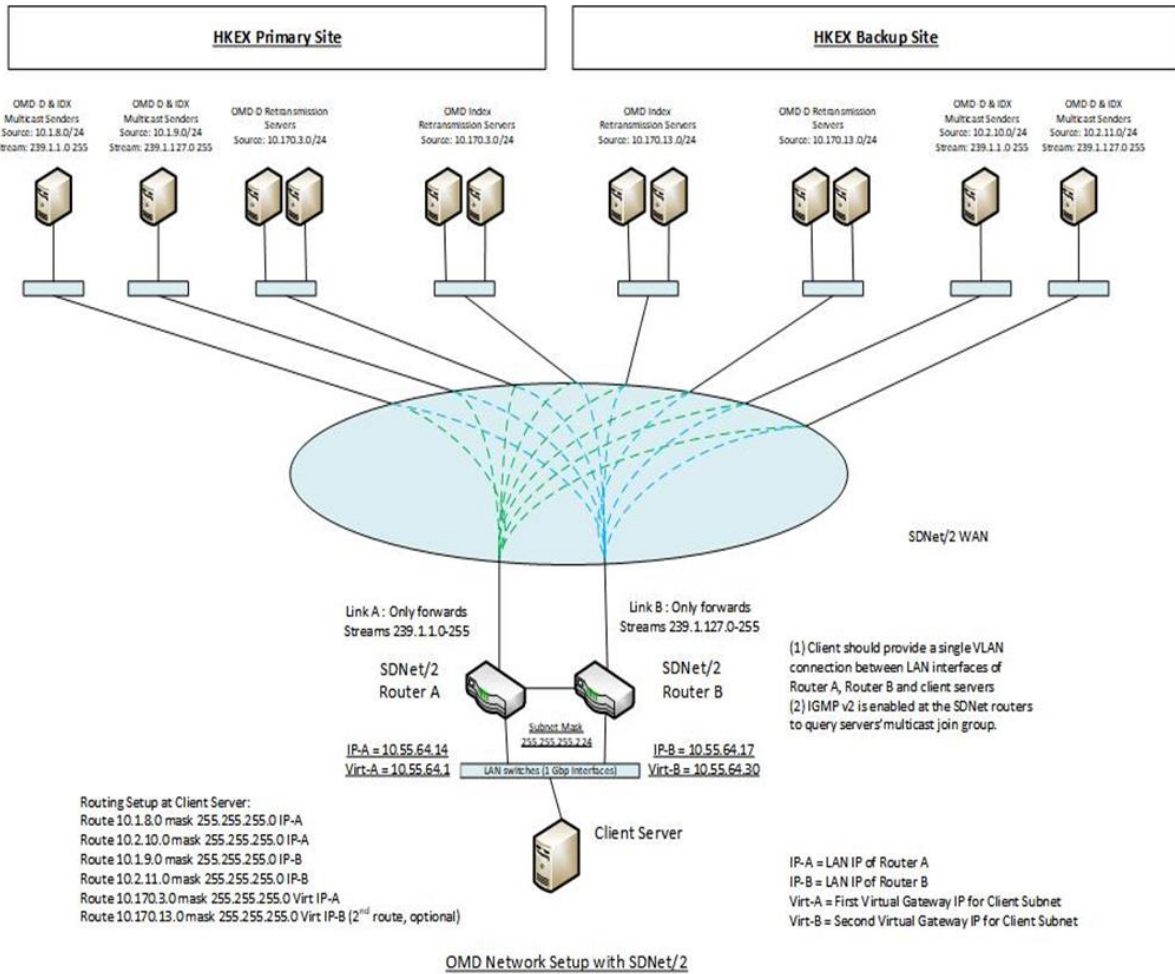 HKEX Primary Site
HKEX Backup Site
OMD D & IDX
Multicast Senders
Source: 10.1.8.0/24
Stream: 239.1.1.0 255
OMD D & IDX
Multicast Senders
Source: 10.1.9.0/24
Stream: 239.1.127.0 255
OMD D Retransmission
Servers
Source: 10.170.3.0/24
OMD Index
Retransmission Servers
Source: 10.170.3.0/24
OMD Index
Retransmission Servers
Source: 10.170.13.0/24
OMD D Retransmission
Servers
Source: 10.170.13.0/24
OMD D & IDX
Multicast Senders
Source: 10.2.10.0/24
Stream: 239.1.1.0 255
OMD D & IDX
Multicast Senders
Source: 10.2.11.0/24
Stream: 239.1.127.0 255
SDNet/2 WAN
Link A : Only forwards
Streams 239.1.1.0-255
Link B : Only forwards
Streams 239.1.127.0-255
SDNet/2
Router A
SDNet/2
Router B
(1) Client should provide a single VLAN
connection between LAN interfaces of
Router A, Router B and client servers
(2) IGMP v2 is enabled at the SDNet routers
to query servers' multicast join group.
Subnet Mask
255.255.255.224
IP-A = 10.55.64.14
Virt-A = 10.55.64.1
IP-B = 10.55.64.17
Virt-B = 10.55.64.30
LAN switches (1 Gbp Interfaces)
Client Server
Routing Setup at Client Server:
Route 10.1.8.0 mask 255.255.255.0 IP-A
Route 10.2.10.0 mask 255.255.255.0 IP-A
Route 10.1.9.0 mask 255.255.255.0 IP-B
Route 10.2.11.0 mask 255.255.255.0 IP-B
Route 10.170.3.0 mask 255.255.255.0 Virt IP-A
Route 10.170.13.0 mask 255.255.255.0 Virt IP-B (2nd route, optional)
IP-A = LAN IP of Router A
IP-B = LAN IP of Router B
Virt-A = First Virtual Gateway IP for Client Subnet
Virt-B = Second Virtual Gateway IP for Client Subnet
OMD Network Setup with SDNet/2